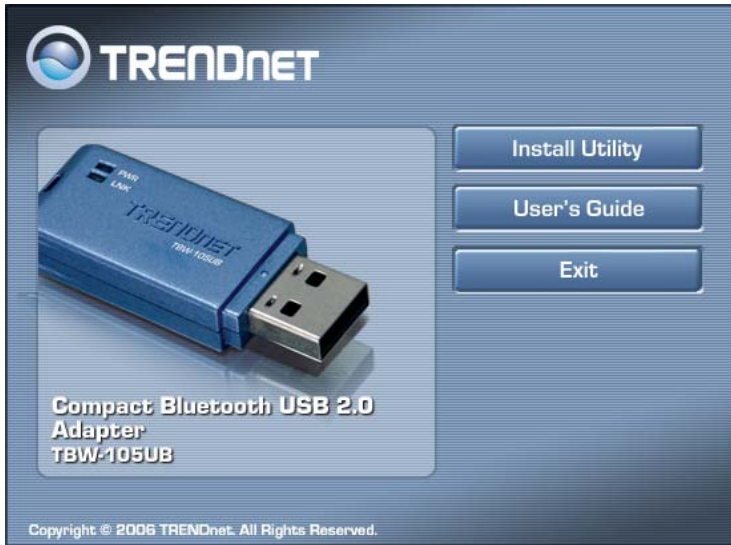 TRENDNET
Install Utility
User's Guide
Exit
PWR
LNK
TRENDNET
TBW-105UB
Compact Bluetooth USB 2.0
Adapter
TBW-105UB
Copyright © 2006 TRENDnet. All Rights Reserved.